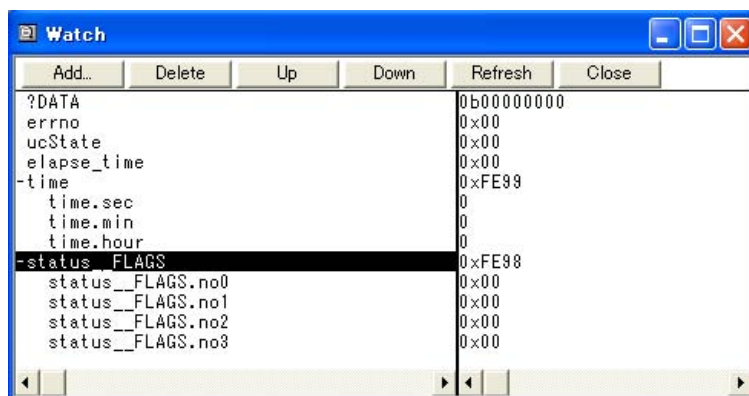 Watch
Add... Delete Up Down Refresh Close
?DATA 0b00000000
errno 0x00
ucState 0x00
elapse_time 0x00
-time 0xFE99
time.sec 0
time.min 0
time.hour 0
-status__FLAGS 0xFE98
status__FLAGS.no0 0x00
status__FLAGS.no1 0x00
status__FLAGS.no2 0x00
status__FLAGS.no3 0x00